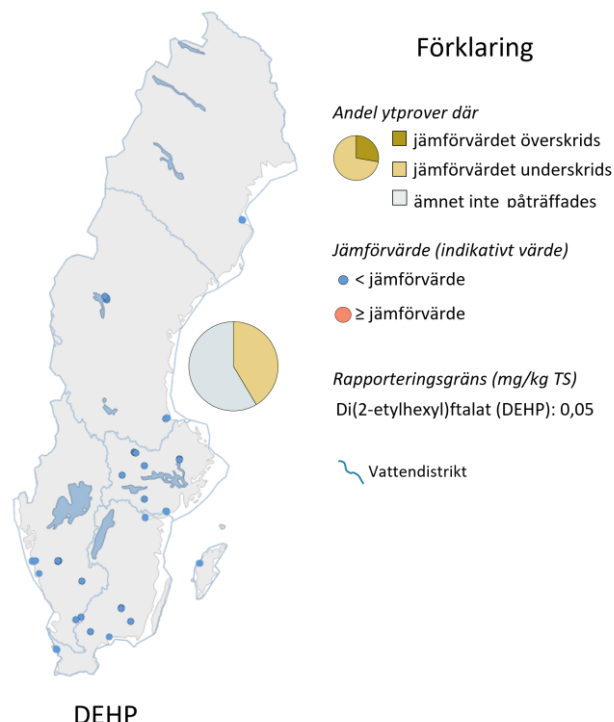 Förklaring
Andel ytprover där
jämförvärdet överskrids
jämförvärdet underskrids
ämnet inte påträffades
Jämförvärde (indikativt värde)
< jämförvärde
≥ jämförvärde
Rapporteringsgräns (mg/kg TS)
Di(2-etylhexyl)ftalat (DEHP): 0,05
Vattendistrikt
DEHP